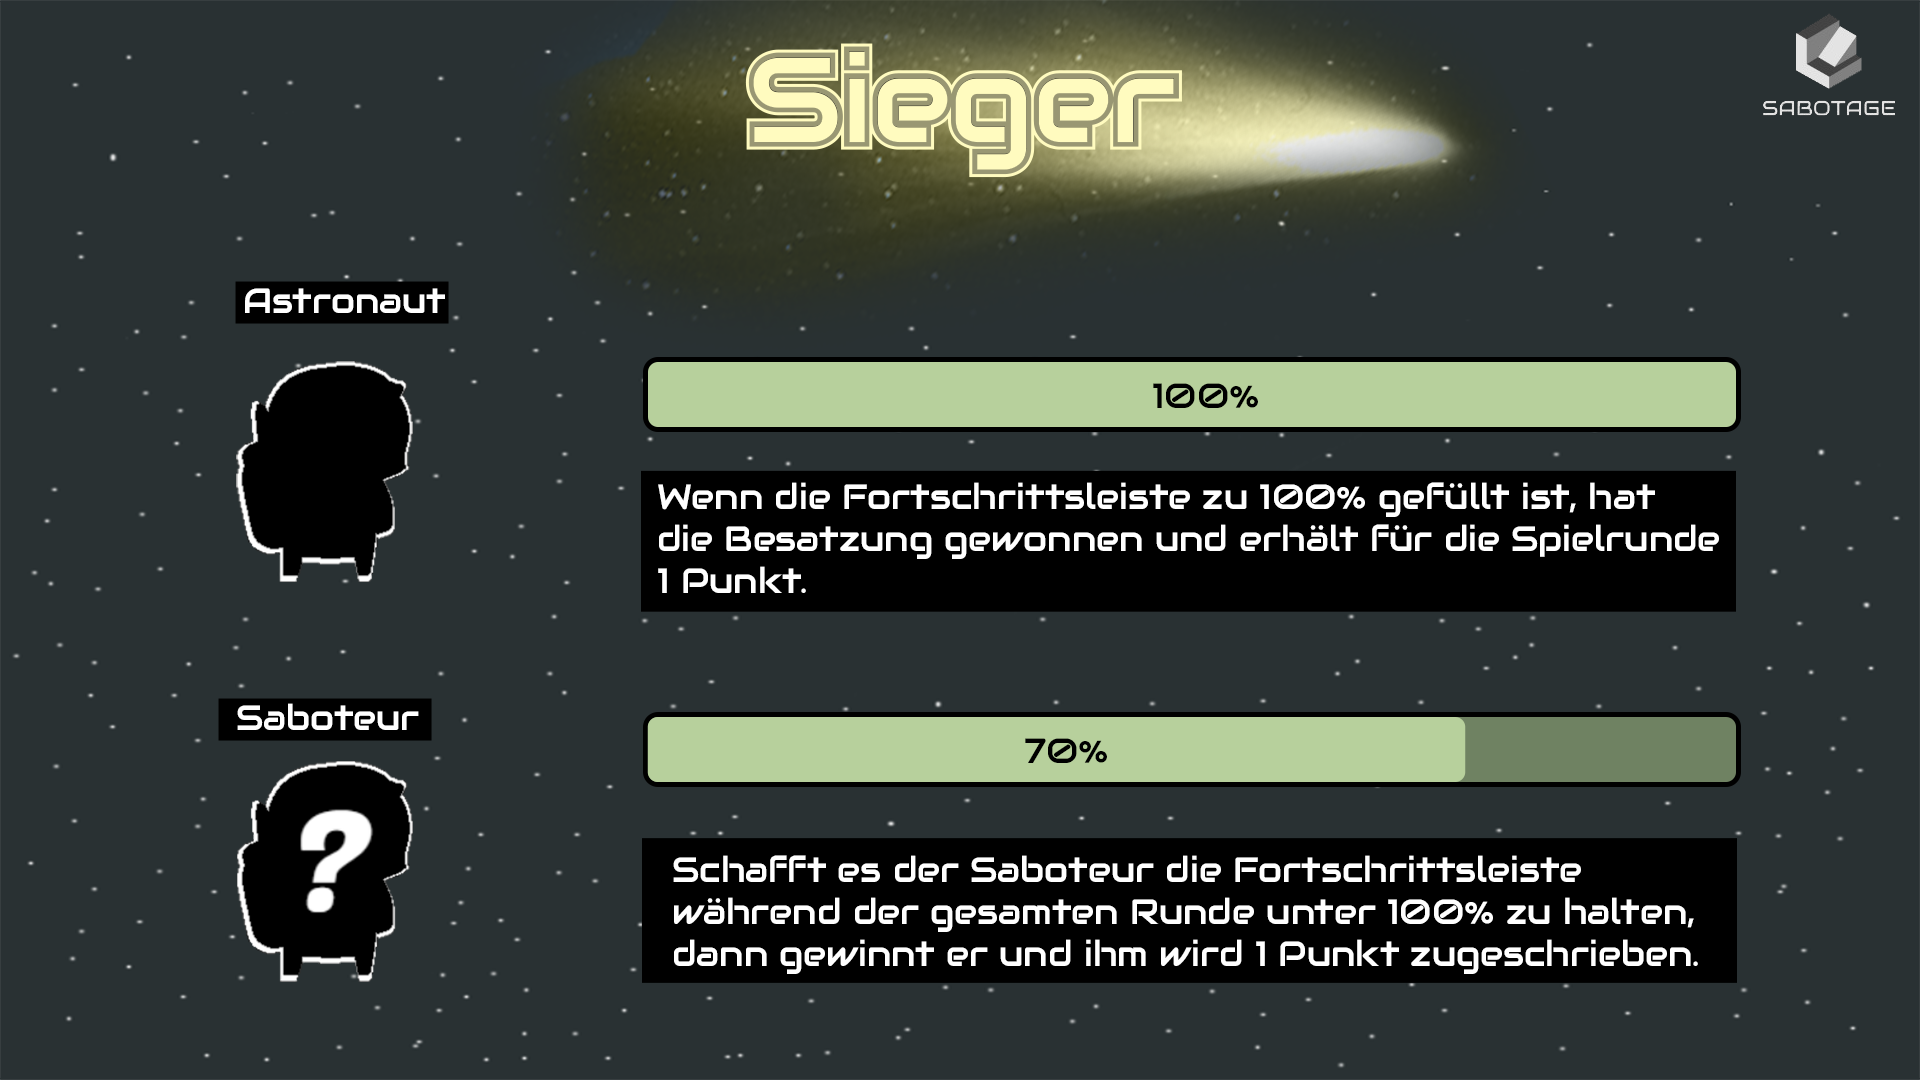 Sieger
SABOTAGE
Astronaut
100%
Wenn die Fortschrittsleiste zu 100% gefüllt ist, hat
die Besatzung gewonnen und erhält für die Spielrunde
1 Punkt.
Saboteur
70%
?
Schafft es der Saboteur die Fortschrittsleiste
während der gesamten Runde unter 100% zu halten,
dann gewinnt er und ihm wird 1 Punkt zugeschrieben.